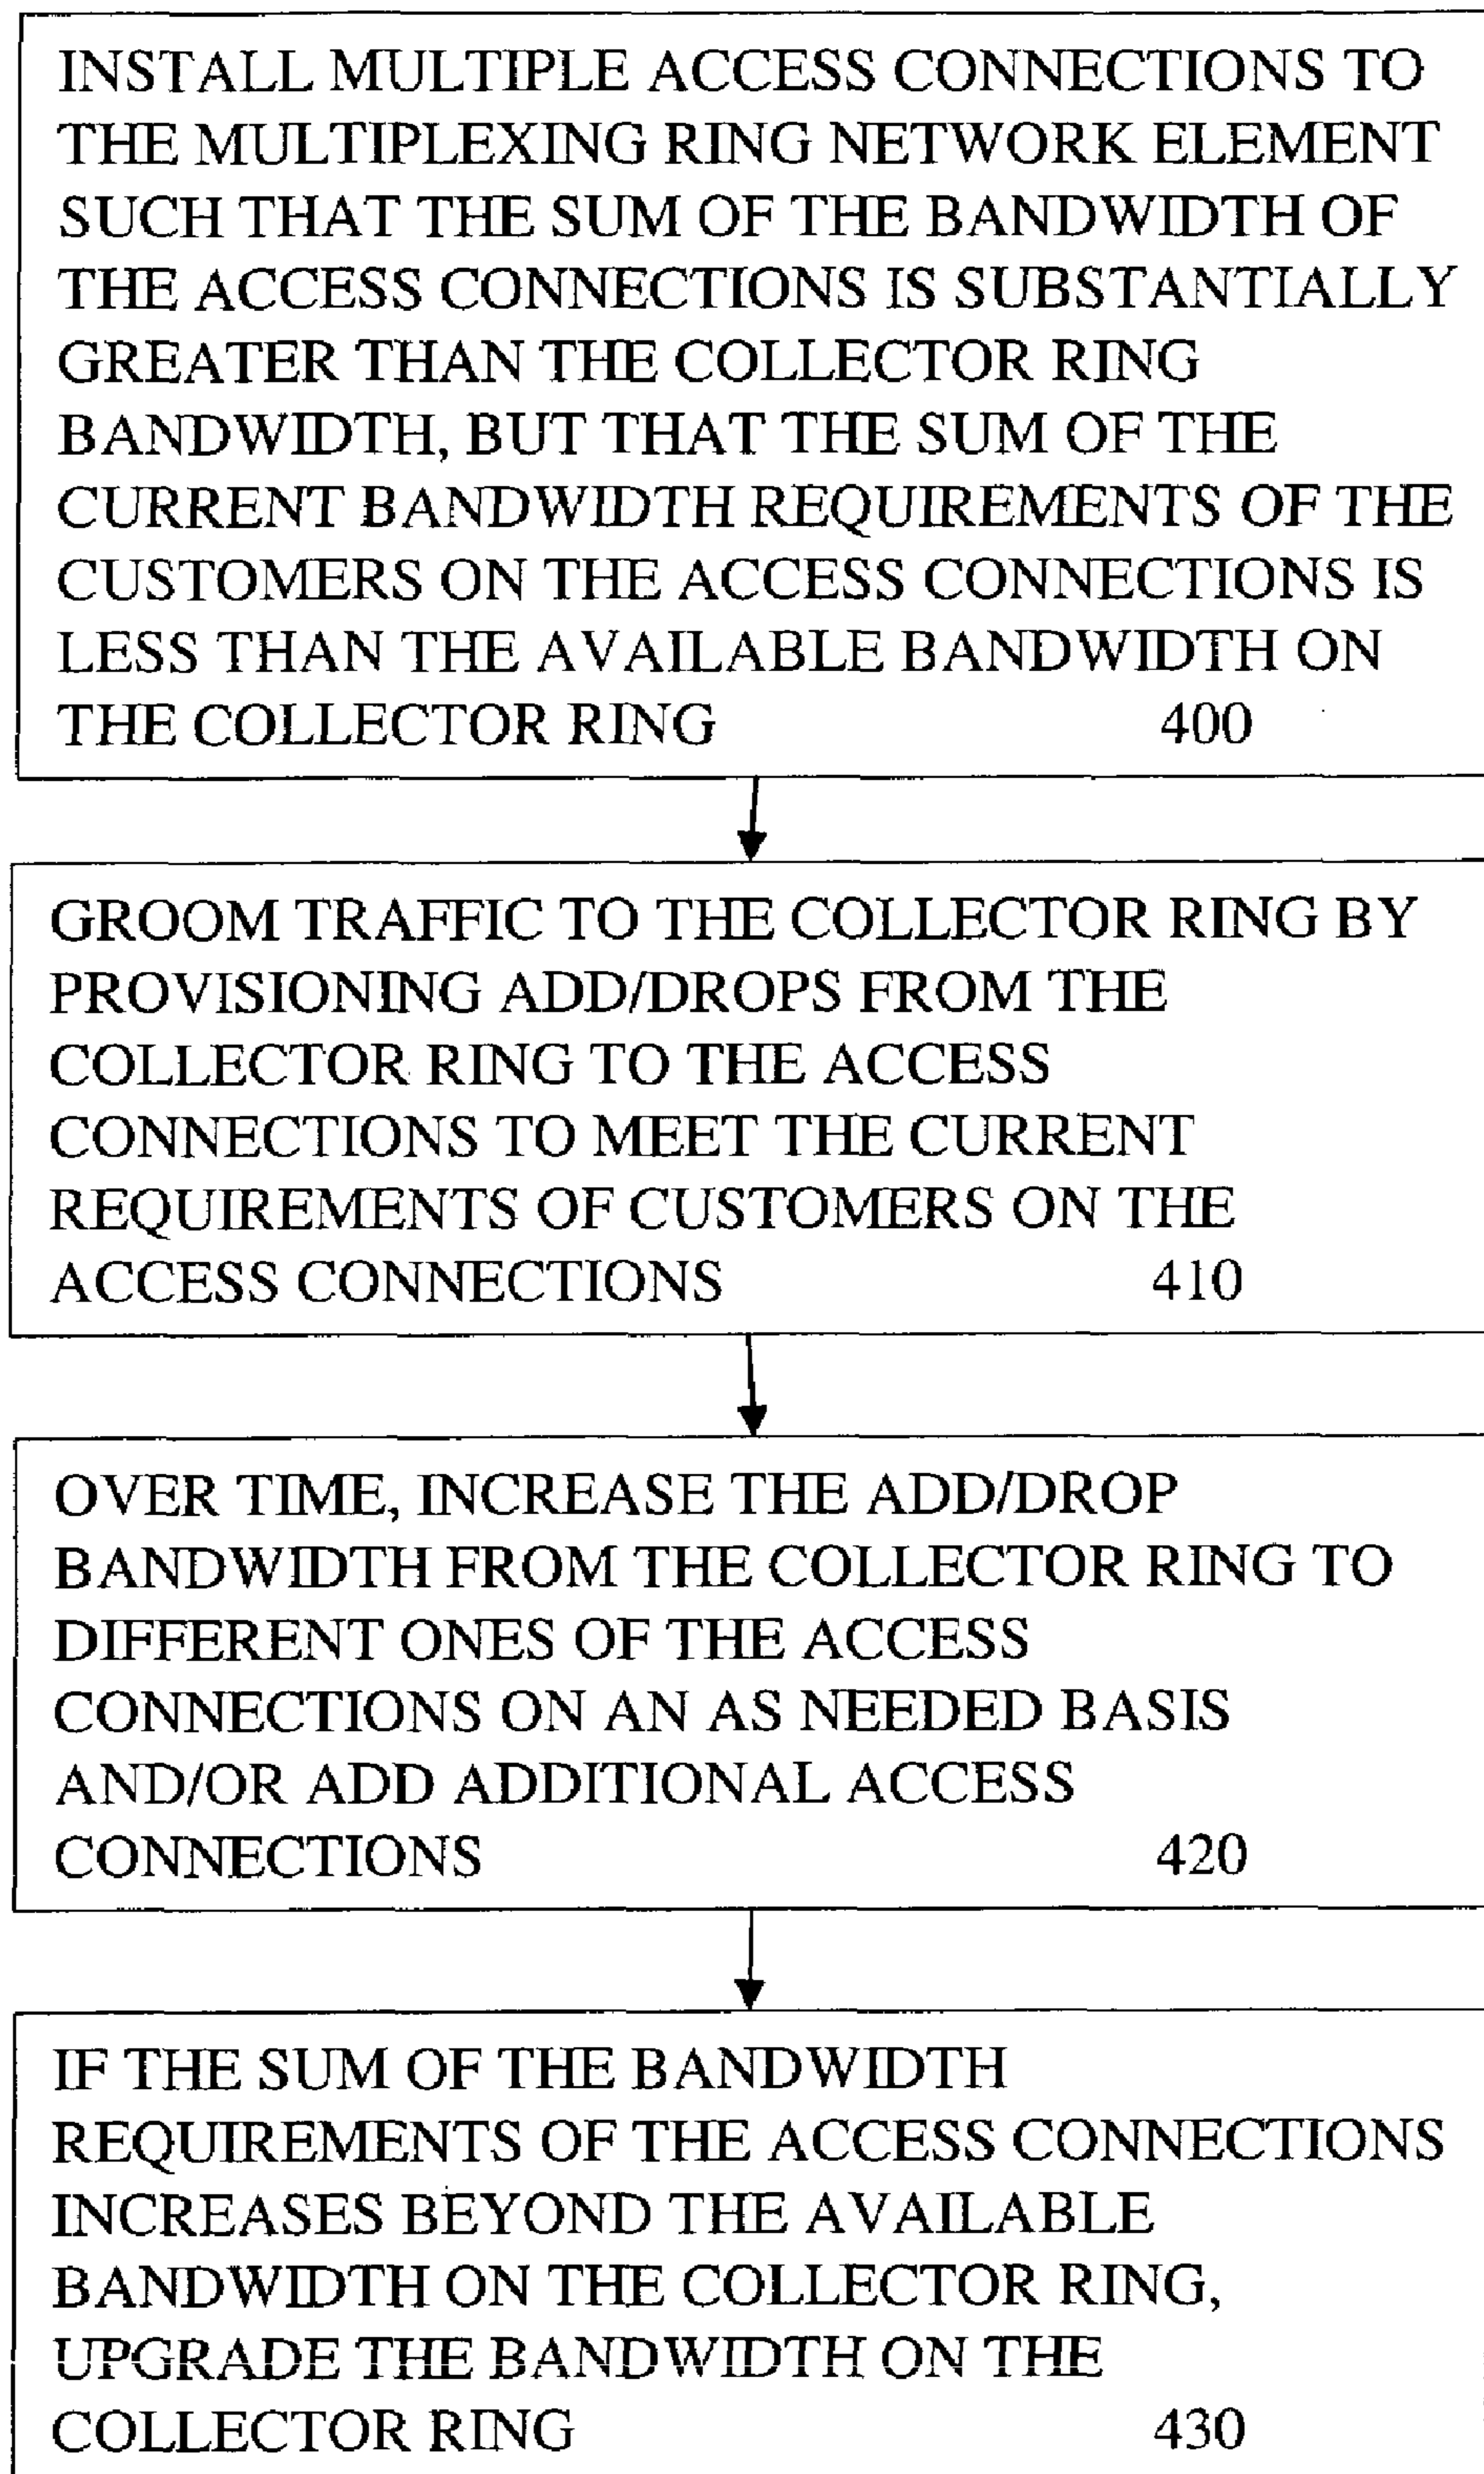 INSTALL MULTIPLE ACCESS CONNECTIONS TO
THE MULTIPLEXING RING NETWORK ELEMENT
SUCH THAT THE SUM OF THE BANDWIDTH OF
THE ACCESS CONNECTIONS IS SUBSTANTIALLY
GREATER THAN THE COLLECTOR RING
BANDWIDTH, BUT THAT THE SUM OF THE
CURRENT BANDWIDTH REQUIREMENTS OF THE
CUSTOMERS ON THE ACCESS CONNECTIONS IS
LESS THAN THE AVAILABLE BANDWIDTH ON
THE COLLECTOR RING 400
GROOM TRAFFIC TO THE COLLECTOR RING BY
PROVISIONING ADD/DROPS FROM THE
COLLECTOR RING TO THE ACCESS
CONNECTIONS TO MEET THE CURRENT
REQUIREMENTS OF CUSTOMERS ON THE
ACCESS CONNECTIONS 410
OVER TIME, INCREASE THE ADD/DROP
BANDWIDTH FROM THE COLLECTOR RING TO
DIFFERENT ONES OF THE ACCESS
CONNECTIONS ON AN AS NEEDED BASIS
AND/OR ADD ADDITIONAL ACCESS
CONNECTIONS 420
IF THE SUM OF THE BANDWIDTH
REQUIREMENTS OF THE ACCESS CONNECTIONS
INCREASES BEYOND THE AVAILABLE
BANDWIDTH ON THE COLLECTOR RING,
UPGRADE THE BANDWIDTH ON THE
COLLECTOR RING 430